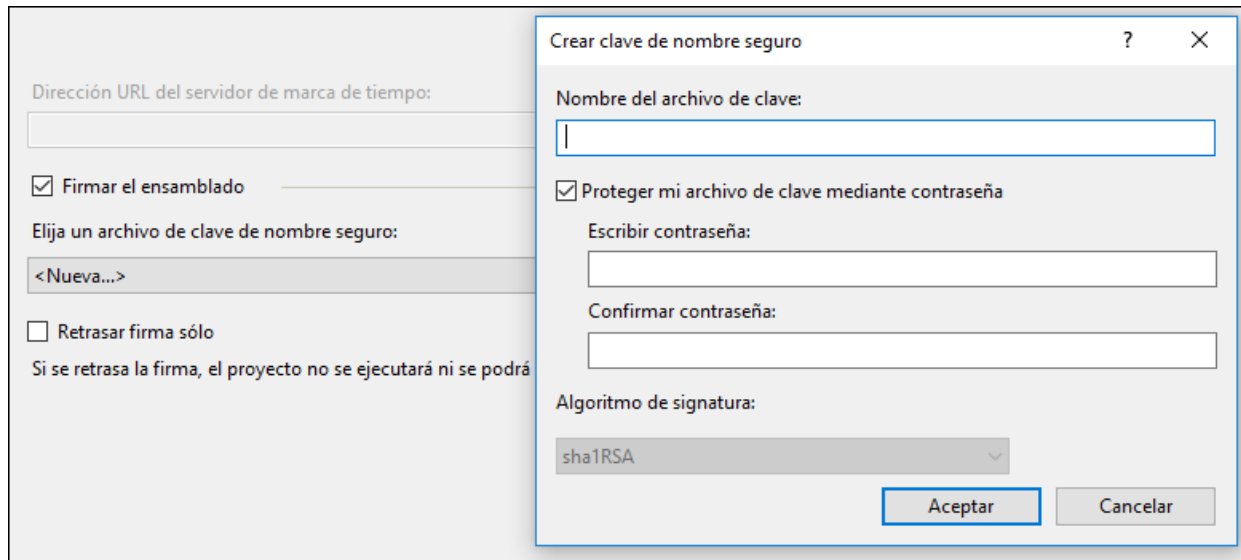 Dirección URL del servidor de marca de tiempo:
Firmar el ensamblado
Elija un archivo de clave de nombre seguro:
<Nueva...>
Retrasar firma sólo
Si se retrasa la firma, el proyecto no se ejecutará ni se podrá
Crear clave de nombre seguro
?
Nombre del archivo de clave:
Proteger mi archivo de clave mediante contraseña
Escribir contraseña:
Confirmar contraseña:
Algoritmo de signatura:
sha1RSA
Aceptar Cancelar